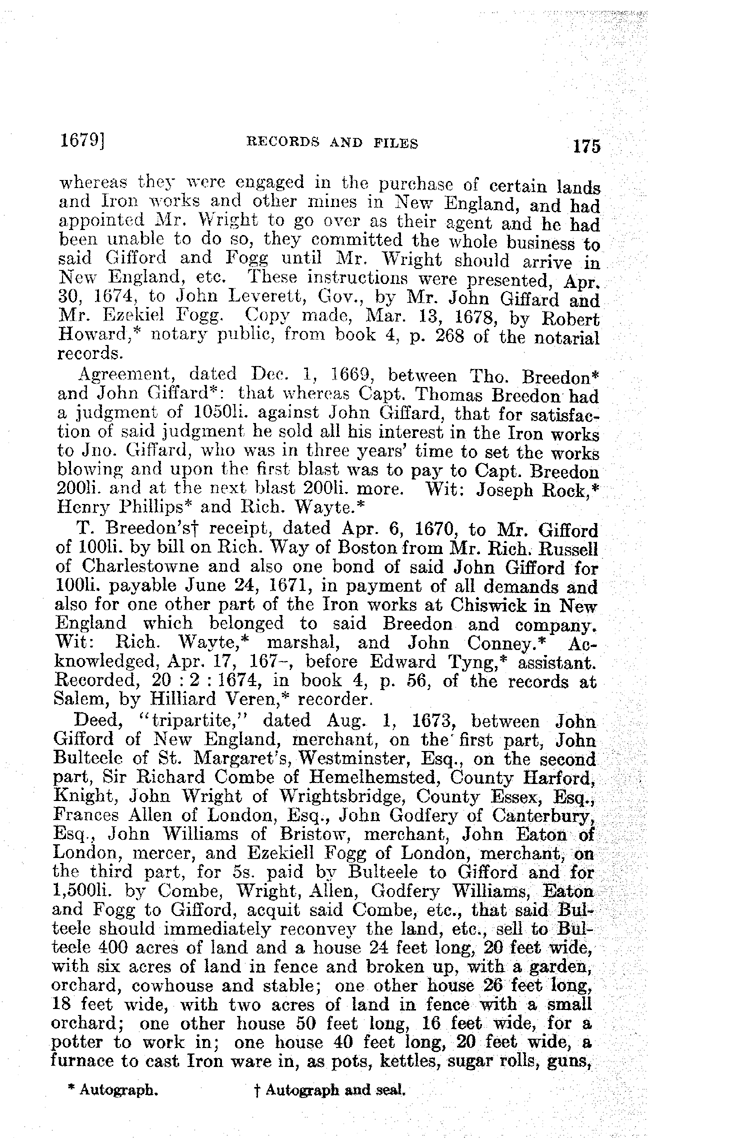 1679] RECORDS AND FILES 175
whereas they were engaged in the purchase of certain lands
and Iron works and other mines in New England, and had
appointed Mr. Wright to go over as their agent and he had
been unable to do so, they committed the whole business to
said Gifford and Fogg until Mr. Wright should arrive in
New England, etc. These instructions were presented, Apr.
30, 1674, to John Leverett, Gov., by Mr. John Giffard and
Mr. Ezekiel Fogg. Copy made, Mar. 13, 1678, by Robert
Howard,* notary public, from book 4, p. 268 of the notarial
records.
Agreement, dated Dec. 1, 1669, between Tho. Breedon*
and John Giffard*: that whereas Capt. Thomas Breedon had
a judgment of 1050li. against John Giffard, that for satisfac-
tion of said judgment he sold all his interest in the Iron works
to Jno. Giffard, who was in three years' time to set the works
blowing and upon the first blast was to pay to Capt. Breedon
200li. and at the next blast 200li. more. Wit: Joseph Rock,*
Henry Phillips* and Rich. Wayte.*
T. Breedon's† receipt, dated Apr. 6, 1670, to Mr. Gifford
of 100li. by bill on Rich. Way of Boston from Mr. Rich. Russell
of Charlestowne and also one bond of said John Gifford for
100li. payable June 24, 1671, in payment of all demands and
also for one other part of the Iron works at Chiswick in New
England which belonged to said Breedon and company.
Wit: Rich. Wayte,* marshal, and John Conney.* Ac-
knowledged, Apr. 17, 167–, before Edward Tyng,* assistant.
Recorded, 20 : 2 : 1674, in book 4, p. 56, of the records at
Salem, by Hilliard Veren,* recorder.
Deed, "tripartite," dated Aug. 1, 1673, between John
Gifford of New England, merchant, on the first part, John
Bulteele of St. Margaret's, Westminster, Esq., on the second
part, Sir Richard Combe of Hemelhemsted, County Harford,
Knight, John Wright of Wrightsbridge, County Essex, Esq.,
Frances Allen of London, Esq., John Godfery of Canterbury,
Esq., John Williams of Bristow, merchant, John Eaton of
London, mercer, and Ezekiell Fogg of London, merchant, on
the third part, for 5s. paid by Bulteele to Gifford and for
1,500li. by Combe, Wright, Allen, Godfery Williams, Eaton
and Fogg to Gifford, acquit said Combe, etc., that said Bul-
teele should immediately reconvey the land, etc., sell to Bul-
teele 400 acres of land and a house 24 feet long, 20 feet wide,
with six acres of land in fence and broken up, with a garden,
orchard, cowhouse and stable; one other house 26 feet long,
18 feet wide, with two acres of land in fence with a small
orchard; one other house 50 feet long, 16 feet wide, for a
potter to work in; one house 40 feet long, 20 feet wide, a
furnace to cast Iron ware in, as pots, kettles, sugar rolls, guns,
* Autograph. † Autograph and seal.